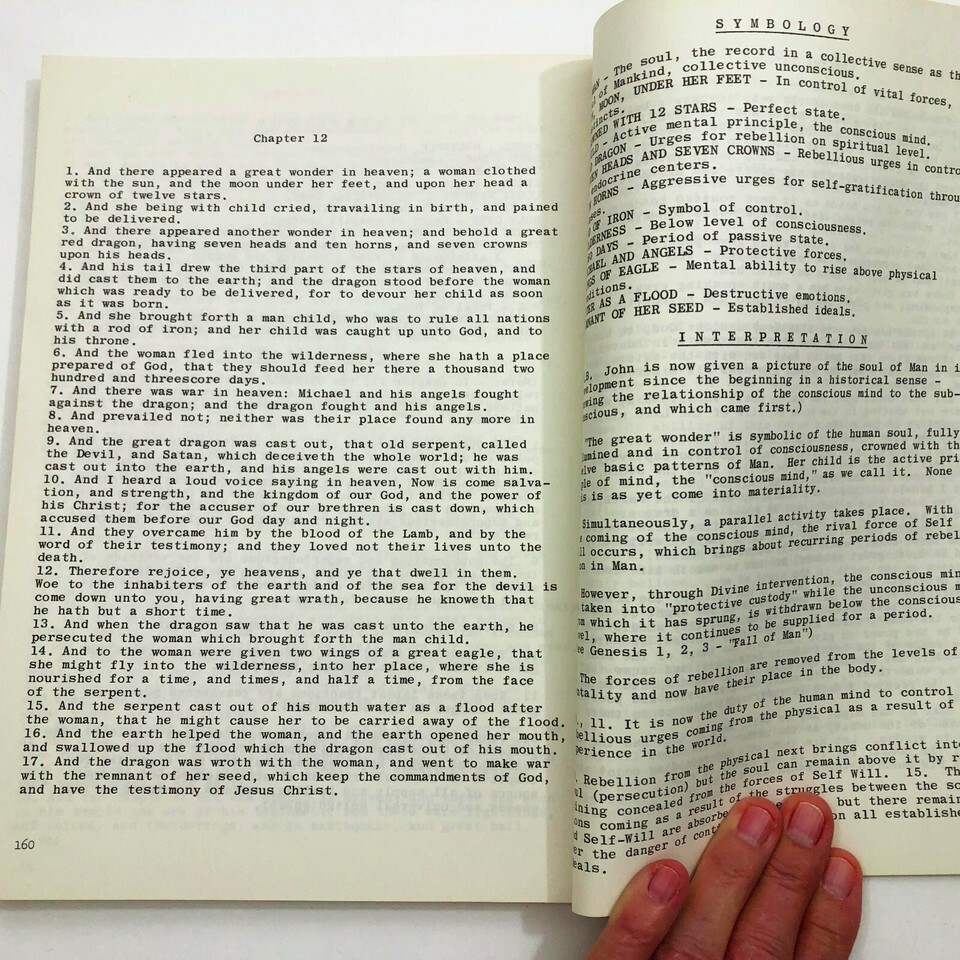 Chapter 12
1. And there appeared a great wonder in heaven; a woman clothed
with the sun, and the moon under her feet, and upon her head a
crown of twelve stars.
2. And she being with child cried, travailing in birth, and pained
to be delivered.
3. And there appeared another wonder in heaven; and behold a great
red dragon, having seven heads and ten horns, and seven crowns
upon his heads.
4. And his tail drew the third part of the stars of heaven, and
did cast them to the earth; and the dragon stood before the woman
which was ready to be delivered, for to devour her child as soon
as it was born.
5. And she brought forth a man child, who was to rule all nations
with a rod of iron; and her child was caught up unto God, and to
his throne.
6. And the woman fled into the wilderness, where she hath a place
prepared of God, that they should feed her there a thousand two
hundred and threescore days.
7. And there was war in heaven: Michael and his angels fought
against the dragon; and the dragon fought and his angels.
8. And prevailed not; neither was their place found any more in
heaven.
9. And the great dragon was cast out, that old serpent, called
the Devil, and Satan, which deceiveth the whole world; he was
cast out into the earth, and his angels were cast out with him.
10. And I heard a loud voice saying in heaven, Now is come salva-
tion, and strength, and the kingdom of our God, and the power of
his Christ; for the accuser of our brethren is cast down, which
accused them before our God day and night.
11. And they overcame him by the blood of the Lamb, and by the
word of their testimony; and they loved not their lives unto the
death.
12. Therefore rejoice, ye heavens, and ye that dwell in them.
Woe to the inhabiters of the earth and of the sea for the devil is
come down unto you, having great wrath, because he knoweth that
he hath but a short time.
13. And when the dragon saw that he was cast unto the earth, he
persecuted the woman which brought forth the man child.
14. And to the woman were given two wings of a great eagle, that
she might fly into the wilderness, into her place, where she is
nourished for a time, and times, and half a time, from the face
of the serpent.
15. And the serpent cast out of his mouth water as a flood after
the woman, that he might cause her to be carried away of the flood.
16. And the earth helped the woman, and the earth opened her mouth,
and swallowed up the flood which the dragon cast out of his mouth.
17. And the dragon was wroth with the woman, and went to make war
with the remnant of her seed, which keep the commandments of God,
and have the testimony of Jesus Christ.
160
SYMBOLOGY
- The soul, the record in a collective sense as
of Mankind, collective unconscious.
MOON, UNDER HER FEET - In control of vital forces,
WITH 12 STARS - Perfect state.
- Active mental principle, the conscious mind.
DRAGON - Urges for rebellion on spiritual level.
HEADS AND SEVEN CROWNS - Rebellious urges in
endocrine centers.
HORNS - Aggressive urges for self-gratification
OF IRON - Symbol of control.
- Below level of consciousness.
DAYS - Period of passive state.
AND ANGELS - Protective forces.
OF EAGLE - Mental ability to rise above physical
AS A FLOOD - Destructive emotions.
OF HER SEED - Established ideals.
INTERPRETATION
John is now given a picture of the soul of Man in
since the beginning in a historical sense -
the relationship of the conscious mind to the sub-
and which came first.)
"The great wonder" is symbolic of the human soul, fully
and in control of consciousness, crowned with
basic patterns of Man. Her child is the active
of mind, the "conscious mind," as we call it. None
is as yet come into materiality.
Simultaneously, a parallel activity takes place. With
coming of the conscious mind, the rival force of Self
occurs, which brings about recurring periods of
in Man.
However, through Divine intervention, the conscious
taken into "protective custody" while the unconscious
which it has sprung, is withdrawn below the conscious
where it continues to be supplied for a period.
Genesis 1, 2, 3 - "Fall of Man")
The forces of rebellion are removed from the levels of
and now have their place in the body.
11. It is now the duty of the human mind to control
urges coming from the physical as a result of
in the world.
Rebellion from the physical next brings conflict
(persecution) but the soul can remain above it by
concealed from the forces of Self Will. 15.
coming as a result of the struggles between the
Self-Will are but there
on all
the danger of